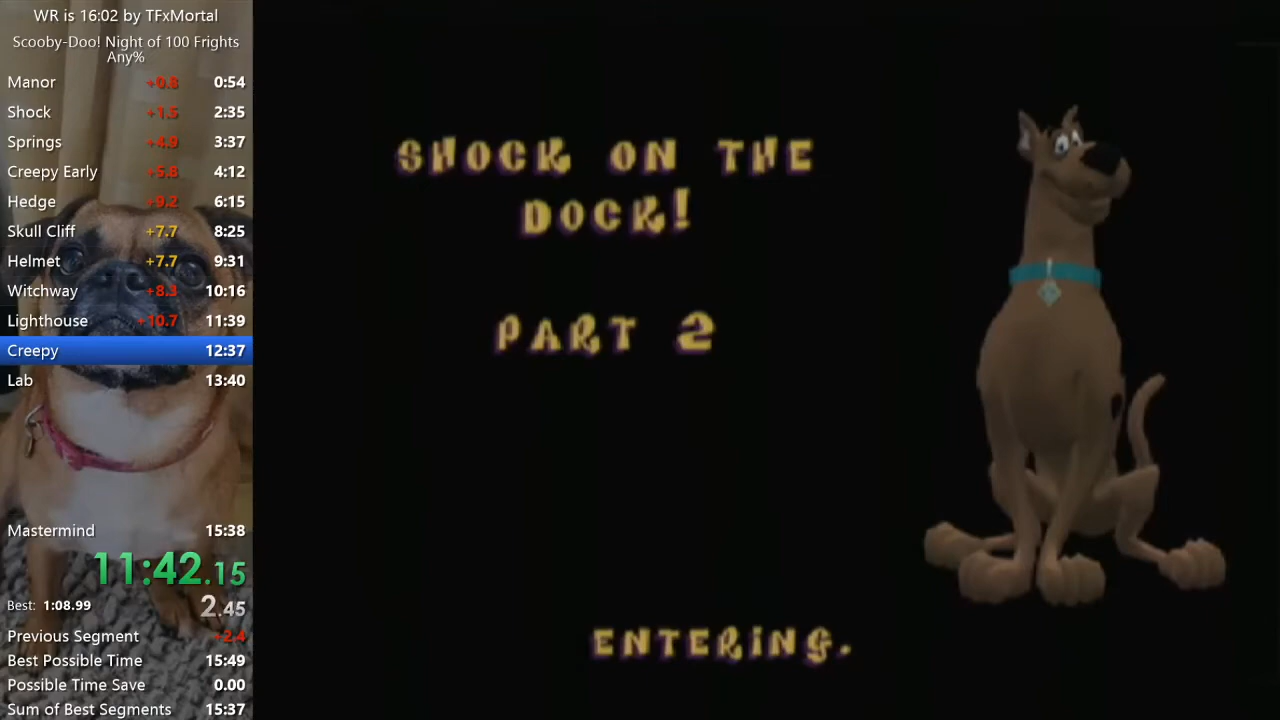 WR is 16:02 by TFxMortal
Scooby-Doo! Night of 100 Frights
Any%
Manor +0.8 0:54
Shock +1.5 2:35
Springs +4.9 3:37
Creepy Early +5.8 4:12
Hedge +9.2 6:15
Skull Cliff +7.7 8:25
Helmet +7.7 9:31
Witchway +8.3 10:16
Lighthouse +10.7 11:39
Creepy 12:37
Lab 13:40
Mastermind 15:38
11:42.15
Best: 1:08.99 2.45
Previous Segment +2.4
Best Possible Time 15:49
Possible Time Save 0.00
Sum of Best Segments 15:37
SHOCK ON THE
DOCK!
PART 2
ENTERING.